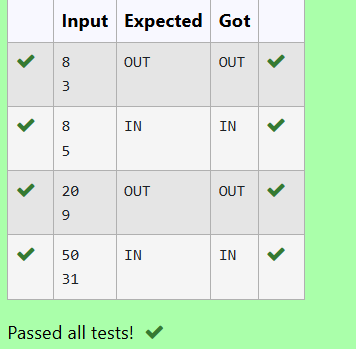 Input Expected Got
8 OUT OUT
3
8 IN IN
5
20 OUT OUT
9
50 IN IN
31
Passed all tests!